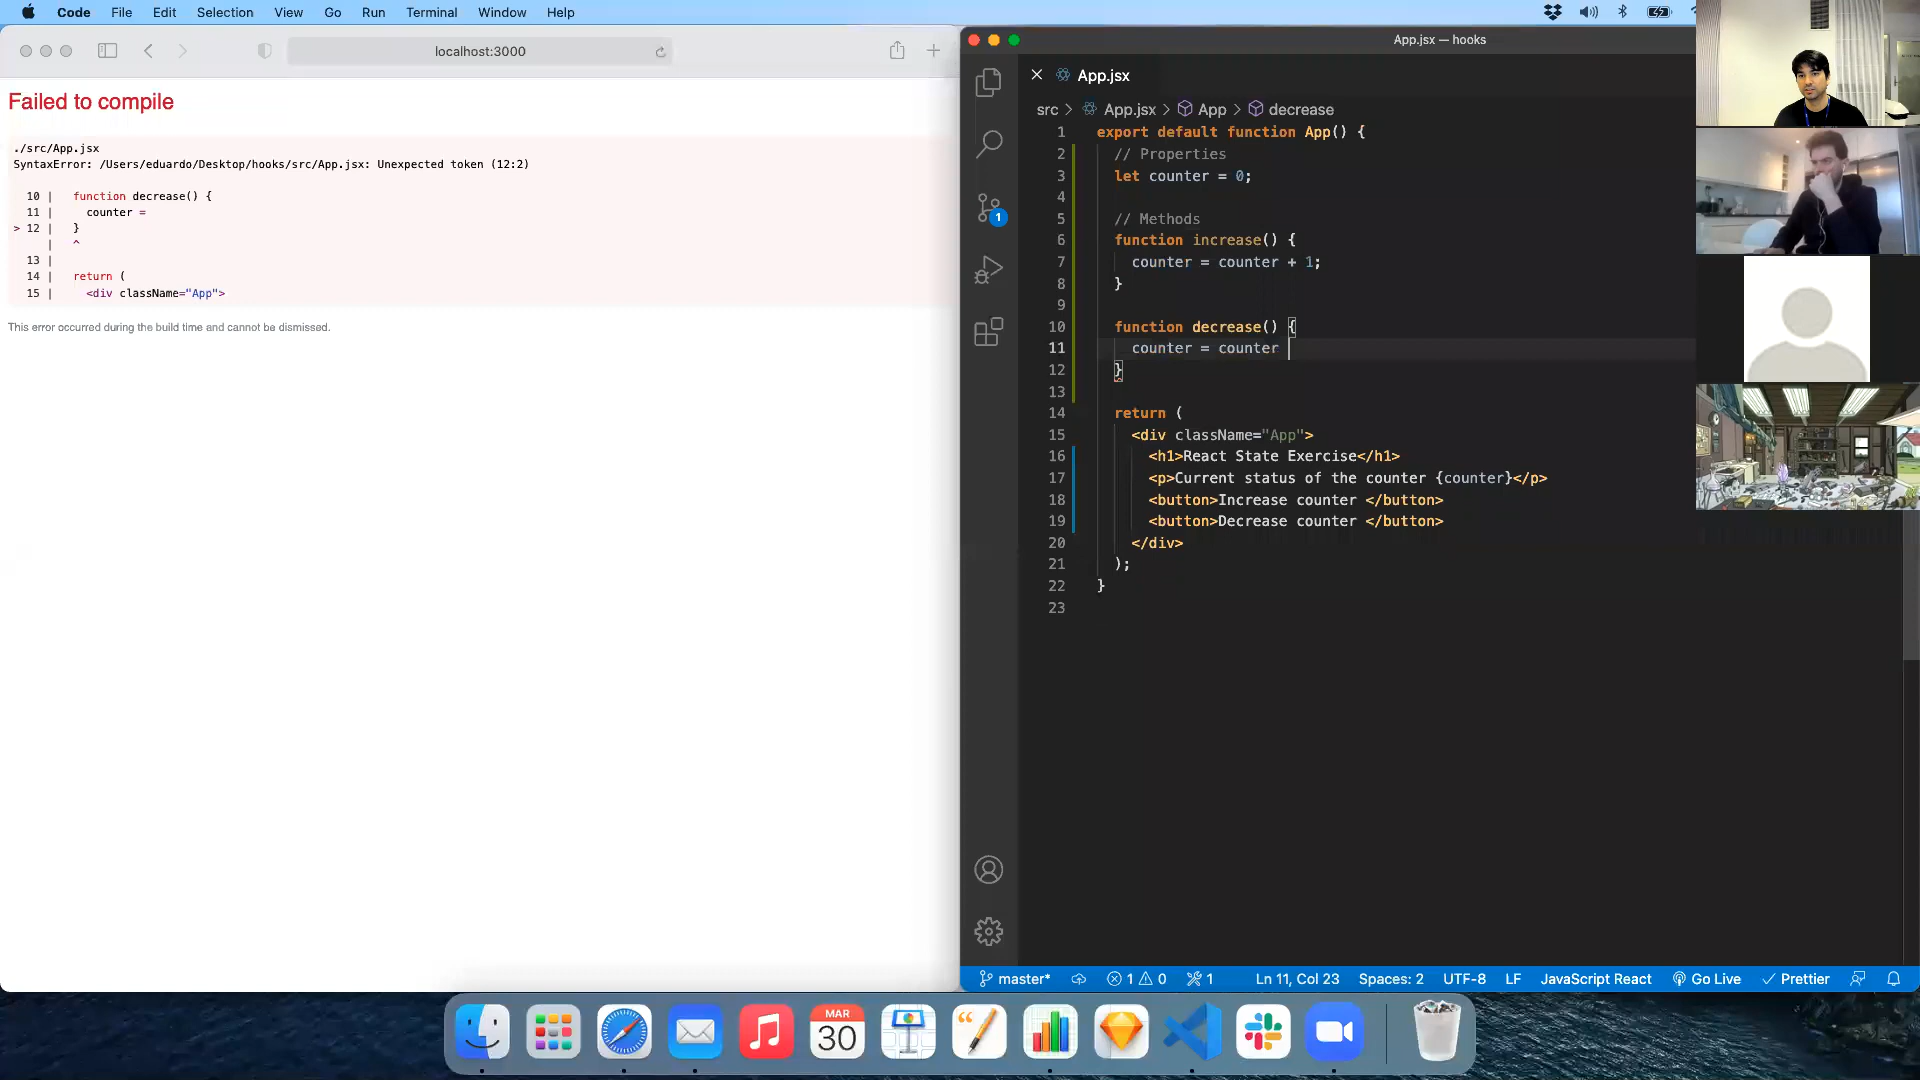 Code File Edit Selection View Go Run Terminal Window Help
localhost:3000
Failed to compile
./src/App.jsx
SyntaxError: /Users/eduardo/Desktop/hooks/src/App.jsx: Unexpected token (12:2)
10 | function decrease() {
11 | counter =
> 12 | }
| ^
13 |
14 | return (
15 | <div className="App">
This error occurred during the build time and cannot be dismissed.
App.jsx — hooks
App.jsx
src > App.jsx > App > decrease
1 export default function App() {
2 // Properties
3 let counter = 0;
4
5 // Methods
6 function increase() {
7 counter = counter + 1;
8 }
9
10 function decrease() {
11 counter = counter
12 }
13
14 return (
15 <div className="App">
16 <h1>React State Exercise</h1>
17 <p>Current status of the counter {counter}</p>
18 <button>Increase counter </button>
19 <button>Decrease counter </button>
20 </div>
21 );
22 }
23
1
master* 1 0 1 Ln 11, Col 23 Spaces: 2 UTF-8 LF JavaScript React Go Live Prettier
MAR
30